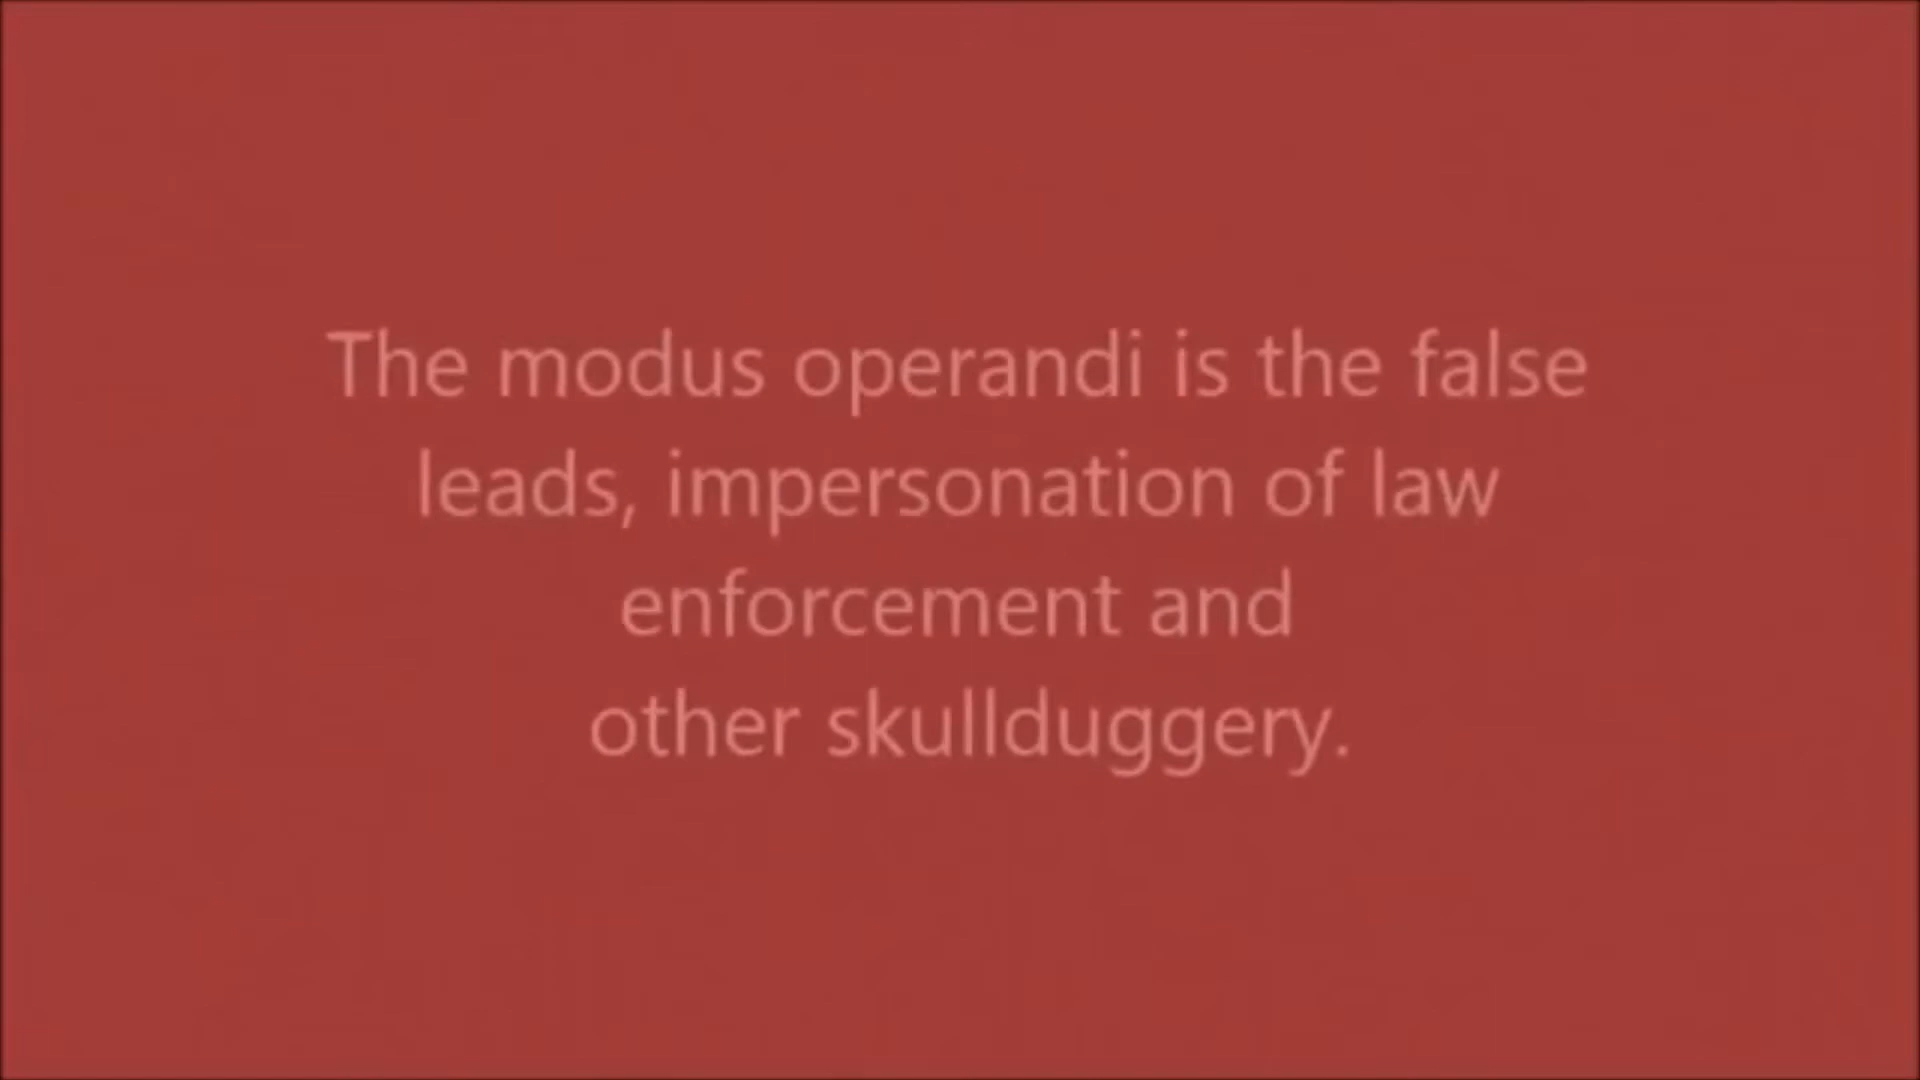 The modus operandi is the false
leads, impersonation of law
enforcement and
other skullduggery.